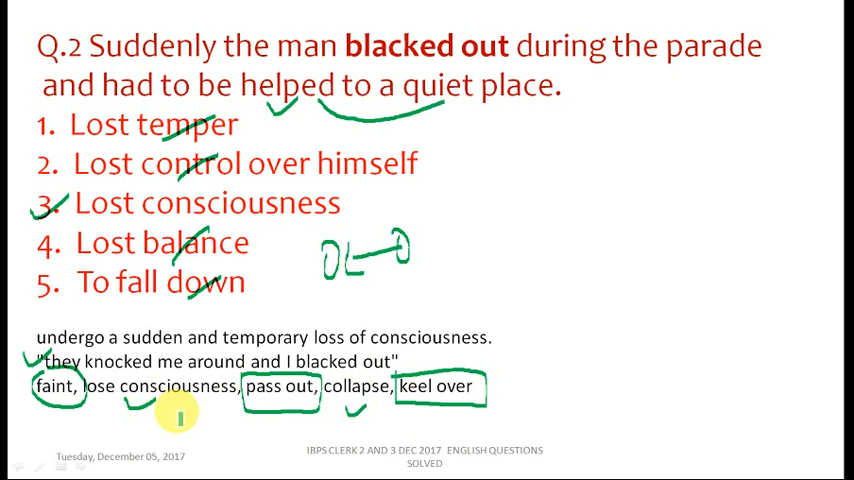 Q.2 Suddenly the man blacked out during the parade
and had to be helped to a quiet place.
1. Lost temper
2. Lost control over himself
3. Lost consciousness
4. Lost balance
5. To fall down
undergo a sudden and temporary loss of consciousness.
"they knocked me around and I blacked out"
faint, lose consciousness, pass out, collapse, keel over
Tuesday, December 05, 2017
IBPS CLERK 2 AND 3 DEC 2017 ENGLISH QUESTIONS
SOLVED